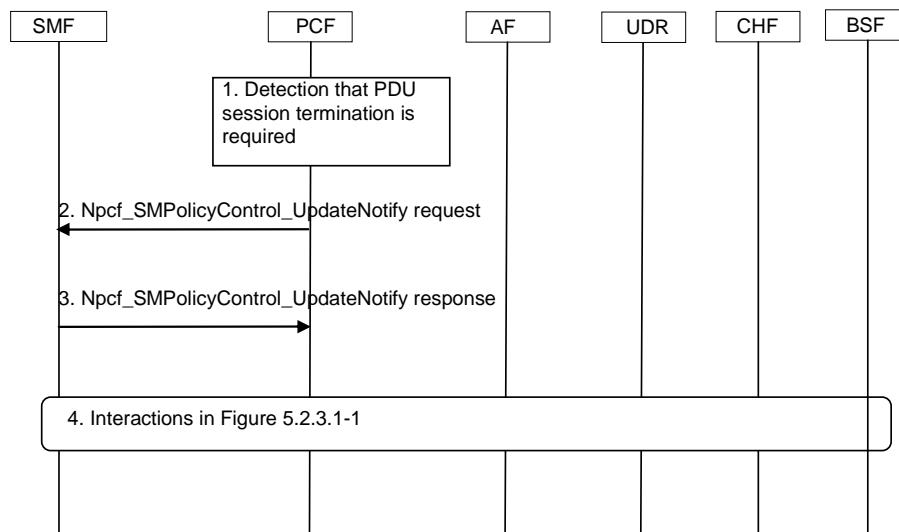 SMF
PCF
AF
UDR
CHF
BSF
1. Detection that PDU
session termination is
required
2. Npcf_SMPolicyControl_UpdateNotify request
3. Npcf_SMPolicyControl_UpdateNotify response
4. Interactions in Figure 5.2.3.1-1